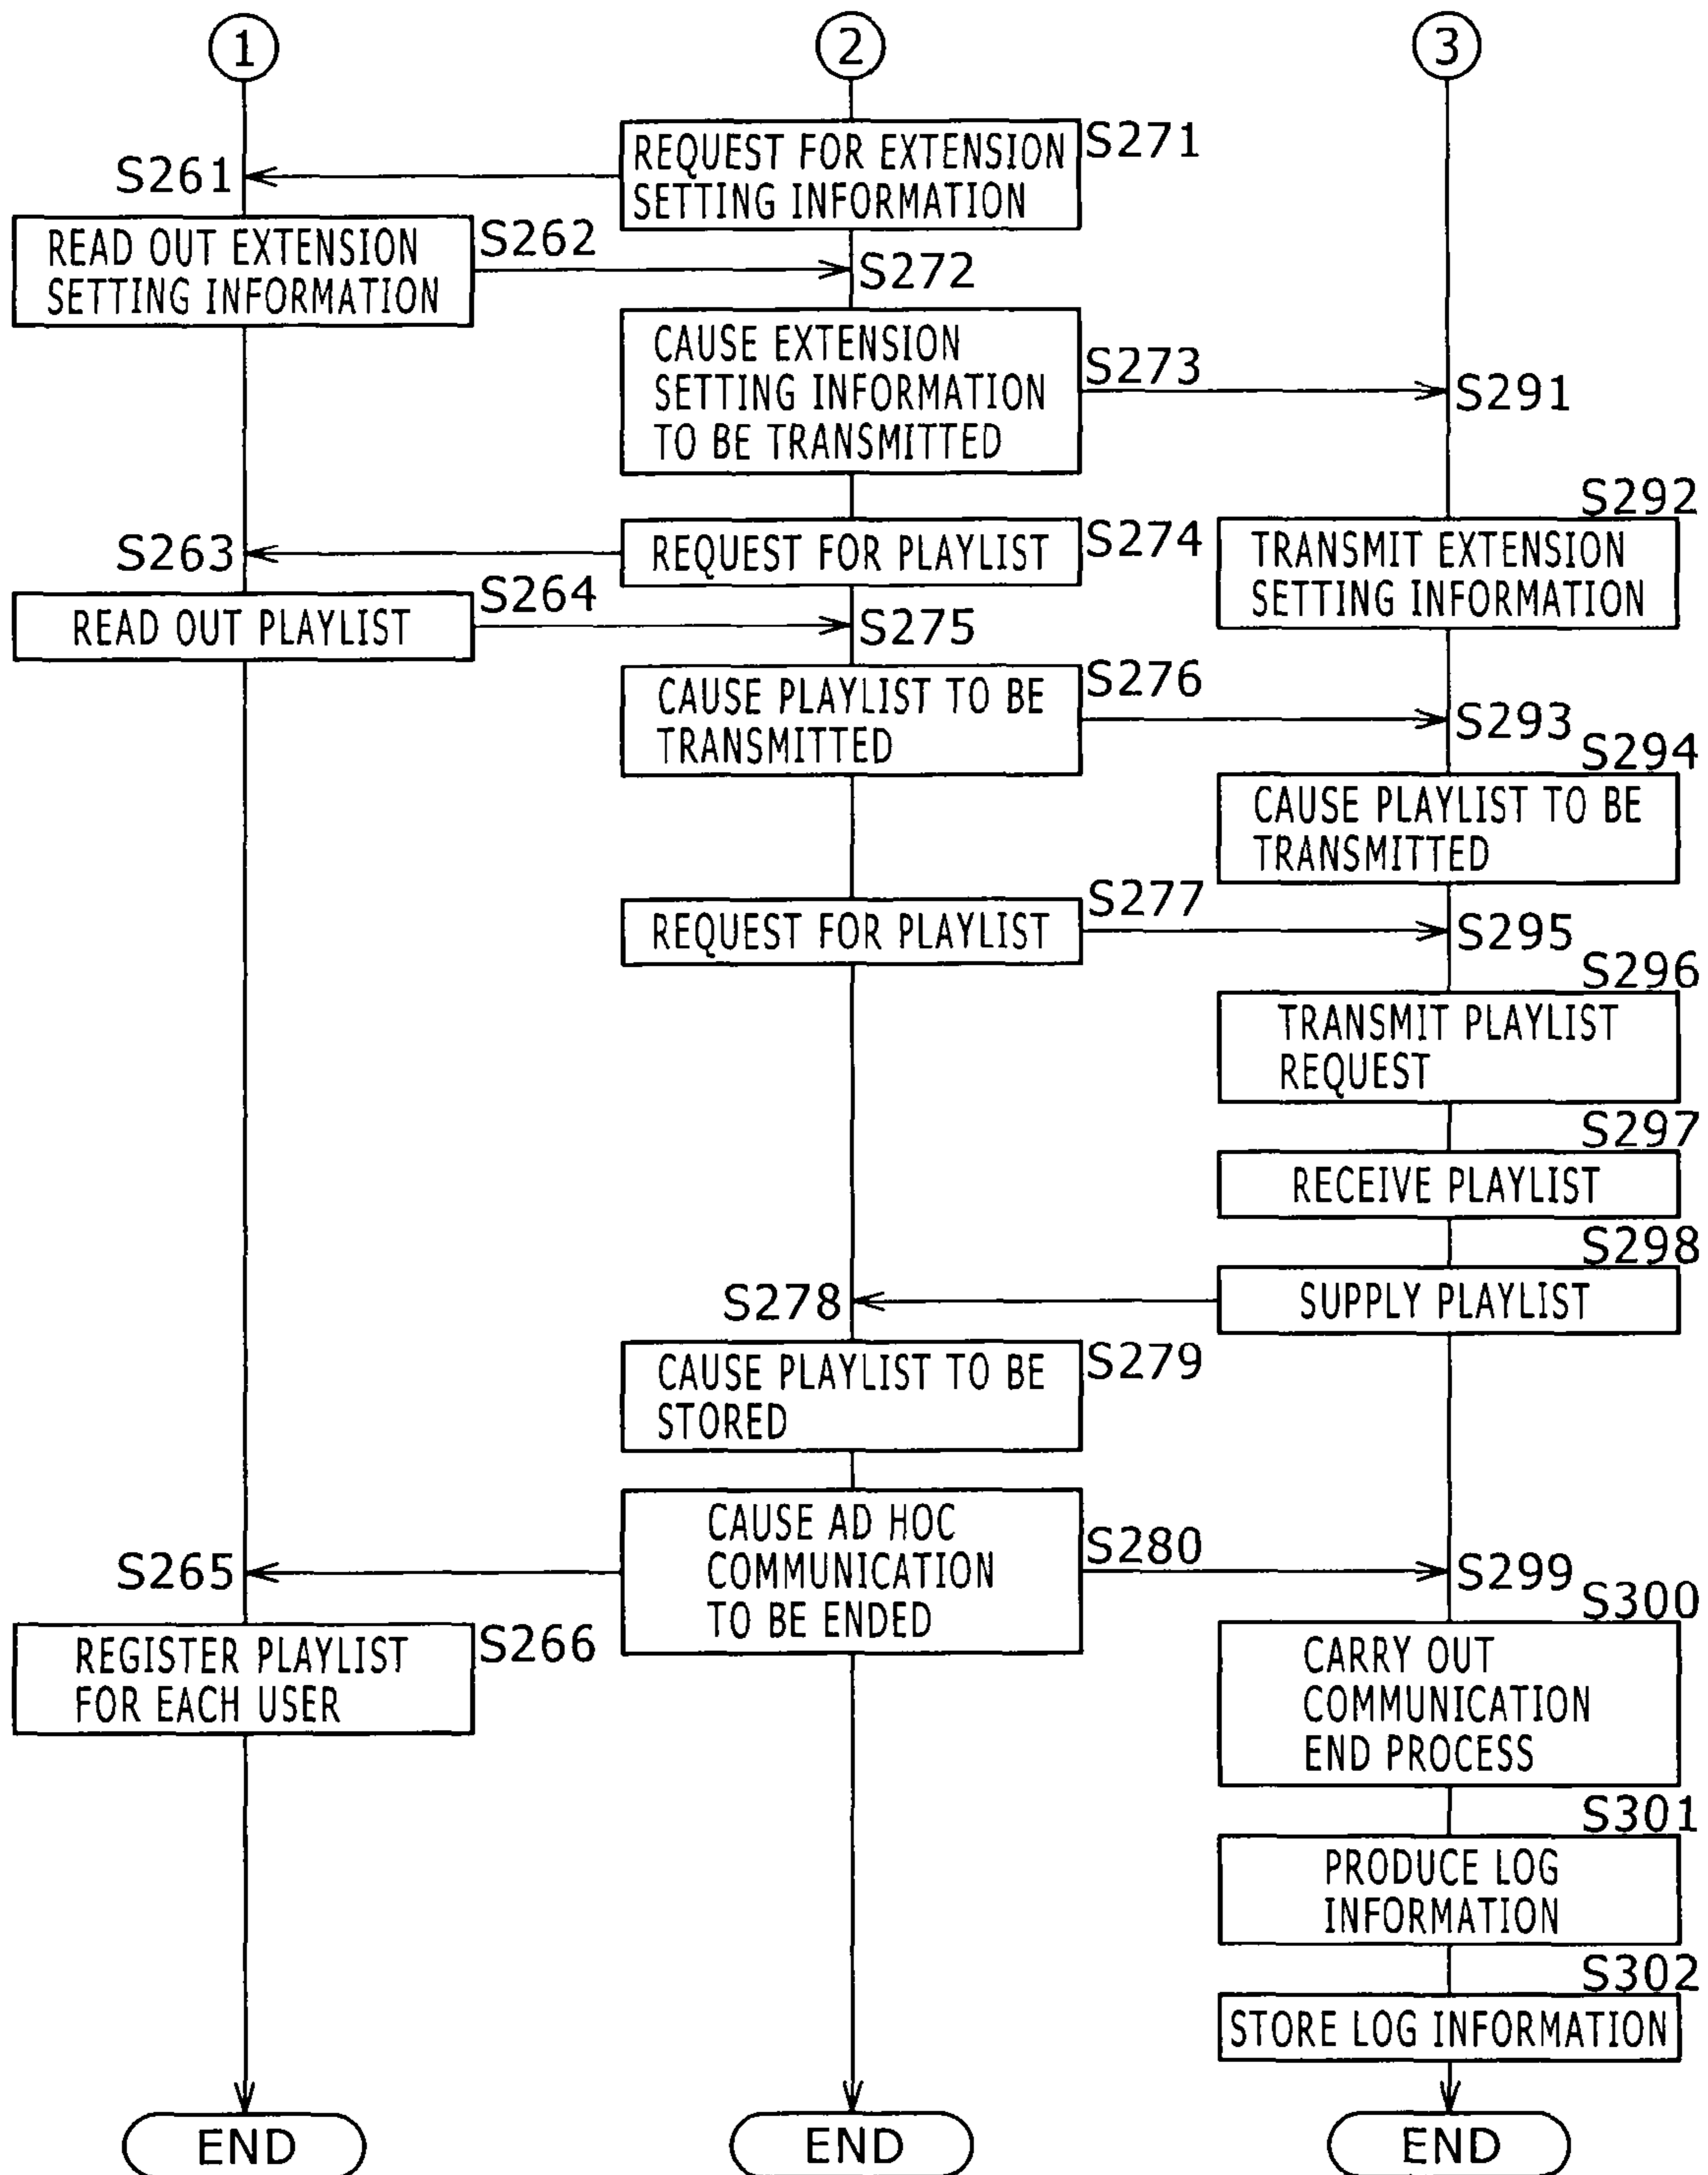 1
2
3
REQUEST FOR EXTENSION
SETTING INFORMATION
S271
S261
READ OUT EXTENSION
SETTING INFORMATION
S262
S272
CAUSE EXTENSION
SETTING INFORMATION
TO BE TRANSMITTED
S273
S291
S292
TRANSMIT EXTENSION
SETTING INFORMATION
S263
REQUEST FOR PLAYLIST
S274
READ OUT PLAYLIST
S264
S275
CAUSE PLAYLIST TO BE
TRANSMITTED
S276
S293
S294
CAUSE PLAYLIST TO BE
TRANSMITTED
REQUEST FOR PLAYLIST
S277
S295
S296
TRANSMIT PLAYLIST
REQUEST
S297
RECEIVE PLAYLIST
S298
SUPPLY PLAYLIST
S278
CAUSE PLAYLIST TO BE
STORED
S279
CAUSE AD HOC
COMMUNICATION
TO BE ENDED
S280
S265
S299
S300
REGISTER PLAYLIST
FOR EACH USER
S266
CARRY OUT
COMMUNICATION
END PROCESS
S301
PRODUCE LOG
INFORMATION
S302
STORE LOG INFORMATION
END
END
END